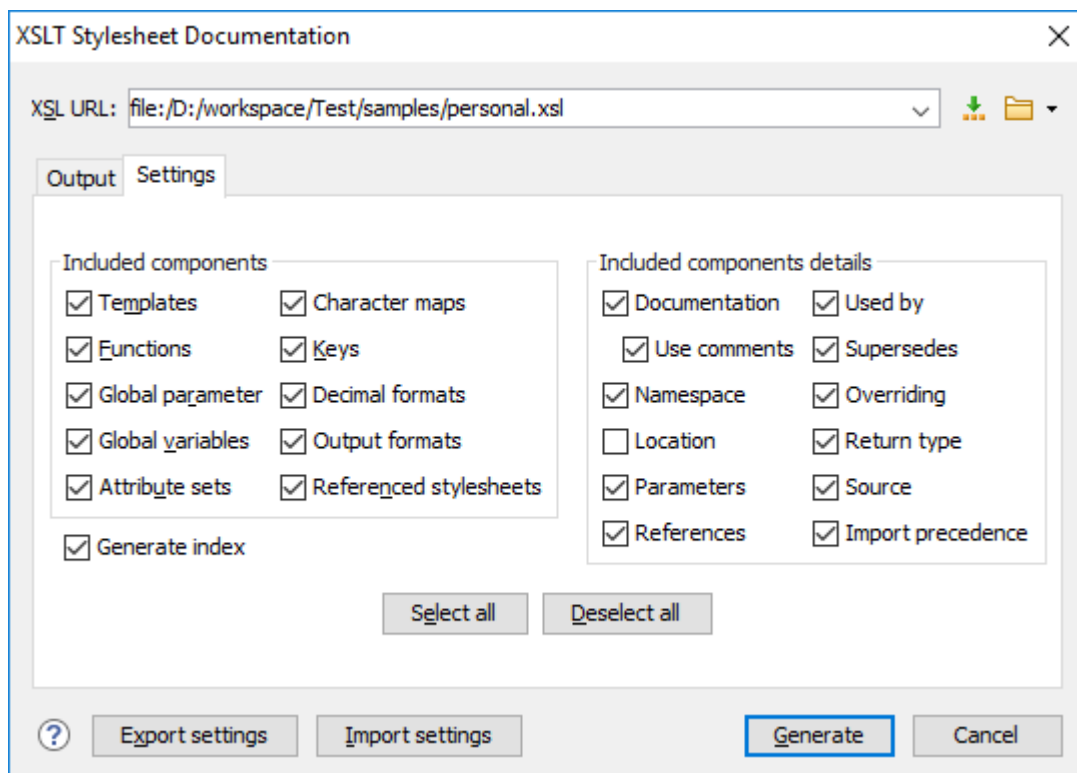 XSLT Stylesheet Documentation
XSL URL: file:/D:/workspace/Test/samples/personal.xsl
Output Settings
Included components
Templates Character maps
Functions Keys
Global parameter Decimal formats
Global variables Output formats
Attribute sets Referenced stylesheets
Generate index
Included components details
Documentation Used by
Use comments Supersedes
Namespace Overriding
Location Return type
Parameters Source
References Import precedence
Select all Deselect all
? Export settings Import settings Generate Cancel